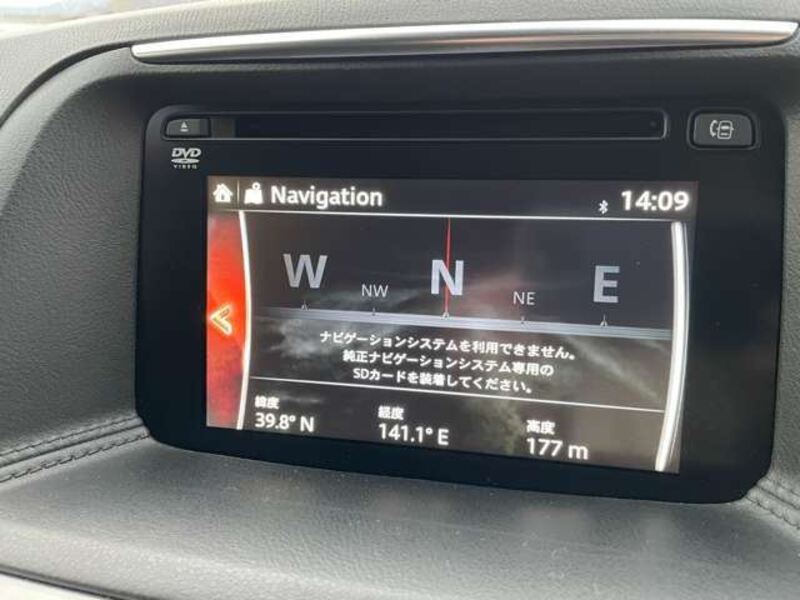 DVD
VIDEO
Navigation
14:09
W
NW
N
NE
E
ナビゲーションシステムを利用できません。
純正ナビゲーションシステム専用の
SDカードを装着してください。
緯度
39.8° N
経度
141.1° E
高度
177 m